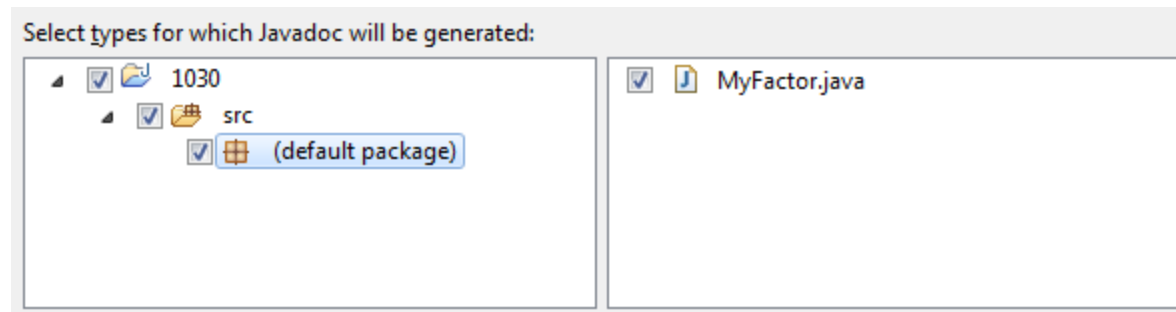 Select types for which Javadoc will be generated:
1030
src
(default package)
MyFactor.java